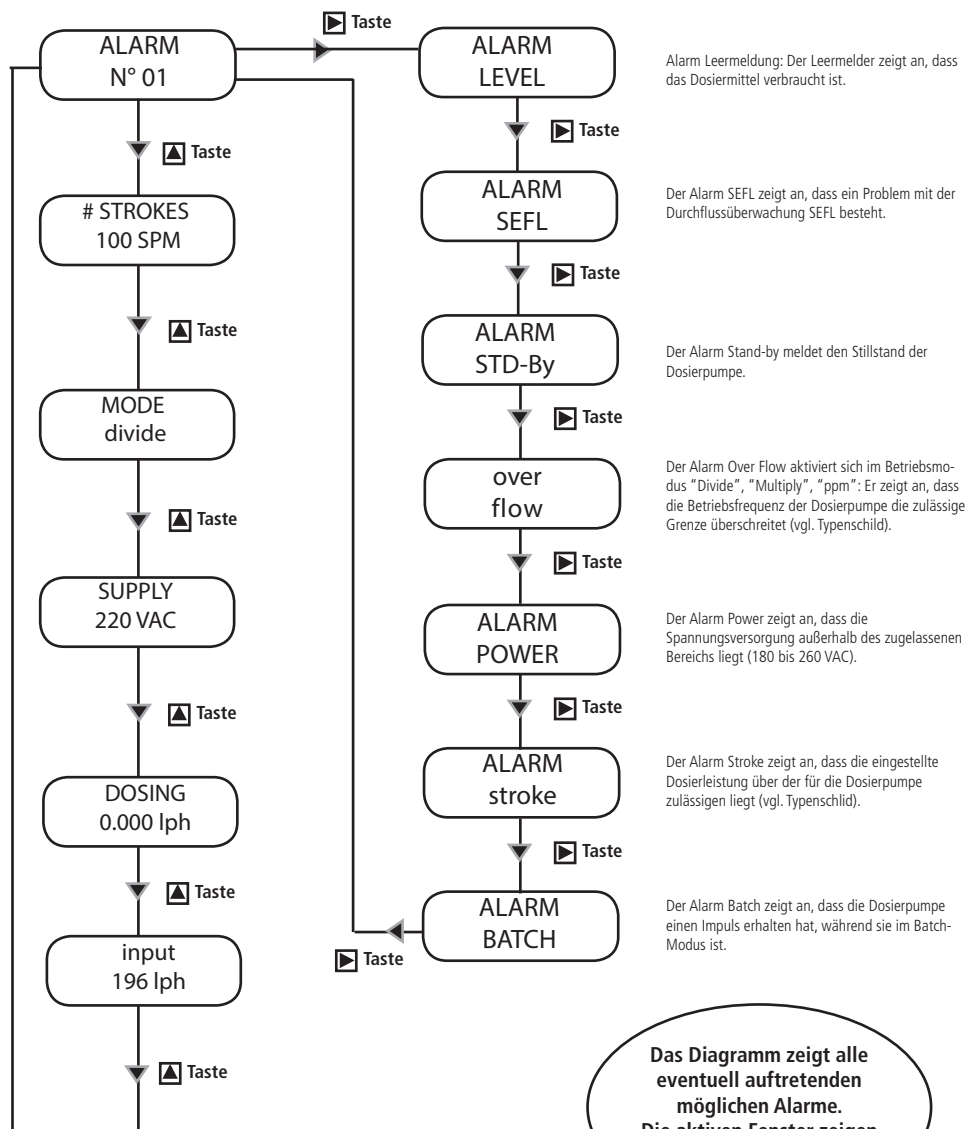 Taste
ALARM
N° 01
Taste
# STROKES
100 SPM
Taste
MODE
divide
Taste
SUPPLY
220 VAC
Taste
DOSING
0.000 lph
Taste
input
196 lph
Taste
ALARM
LEVEL
Taste
ALARM
SEFL
Taste
ALARM
STD-By
Taste
over
flow
Taste
ALARM
POWER
Taste
ALARM
stroke
Taste
ALARM
BATCH
Taste
Alarm Leermeldung: Der Leermelder zeigt an, dass
das Dosiermittel verbraucht ist.
Der Alarm SEFL zeigt an, dass ein Problem mit der
Durchflussüberwachung SEFL besteht.
Der Alarm Stand-by meldet den Stillstand der
Dosierpumpe.
Der Alarm Over Flow aktiviert sich im Betriebsmo-
dus “Divide”, “Multiply”, “ppm”: Er zeigt an, dass
die Betriebsfrequenz der Dosierpumpe die zulässige
Grenze überschreitet (vgl. Typenschild).
Der Alarm Power zeigt an, dass die
Spannungsversorgung außerhalb des zugelassenen
Bereichs liegt (180 bis 260 VAC).
Der Alarm Stroke zeigt an, dass die eingestellte
Dosierleistung über der für die Dosierpumpe
zulässigen liegt (vgl. Typenschlid).
Der Alarm Batch zeigt an, dass die Dosierpumpe
einen Impuls erhalten hat, während sie im Batch-
Modus ist.
Das Diagramm zeigt alle
eventuell auftretenden
möglichen Alarme.
Die aktiven Fenster zeigen